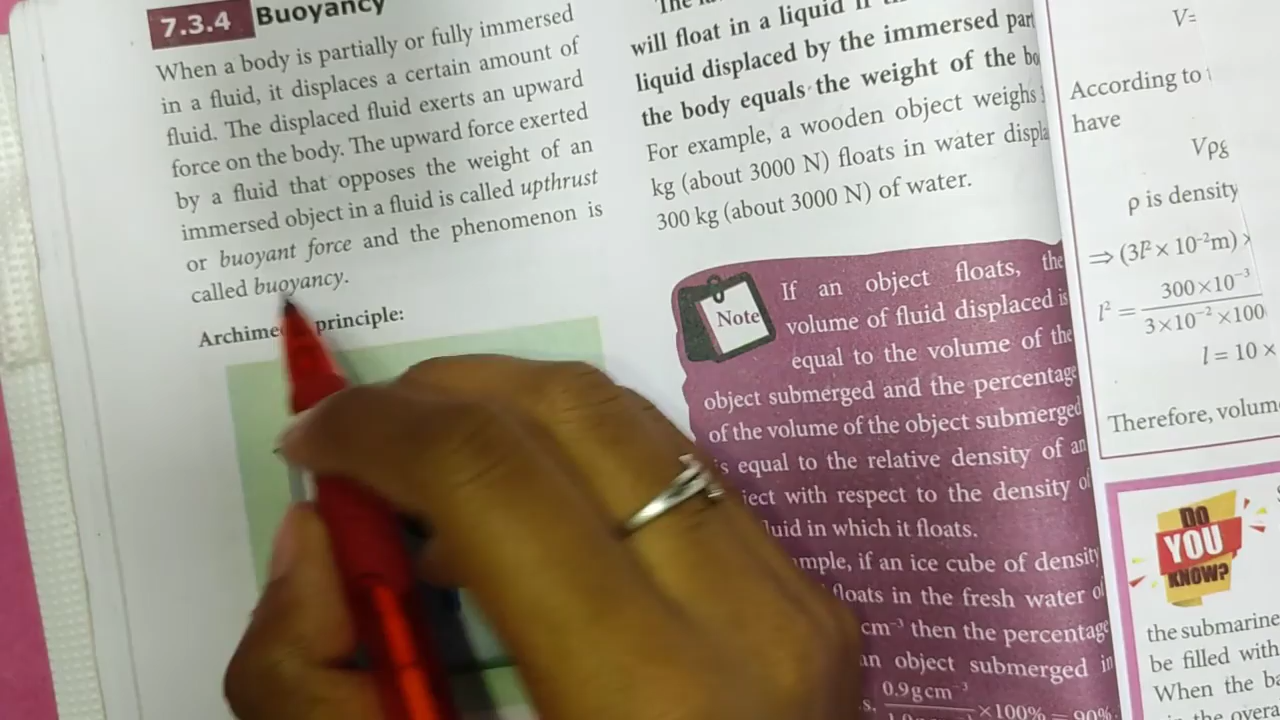 7.3.4 Buoyancy
When a body is partially or fully immersed
in a fluid, it displaces a certain amount of
fluid. The displaced fluid exerts an upward
force on the body. The upward force exerted
by a fluid that opposes the weight of an
immersed object in a fluid is called upthrust
or buoyant force and the phenomenon is
called buoyancy.
Archime principle:
will float in a liquid
liquid displaced by the immersed part
the body equals the weight of the
For example, a wooden object weighs
kg (about 3000 N) floats in water
300 kg (about 3000 N) of water.
Note
If an object floats, the
volume of fluid displaced is
equal to the volume of the
object submerged and the percentage
of the volume of the object submerged
is equal to the relative density of an
ject with respect to the density of
luid in which it floats.
mple, if an ice cube of density
floats in the fresh water of
cm⁻³ then the percentage
an object submerged in
0.9 g cm⁻³
×100% = 90%.
V=
According to
have
Vρg
ρ is density
⇒ (3l² × 10⁻²m) ×
l² = 300×10⁻³ / 3×10⁻² ×100
l = 10 ×
Therefore, volum
DO
YOU
KNOW?
the submarine
be filled with
When the ba
the overa